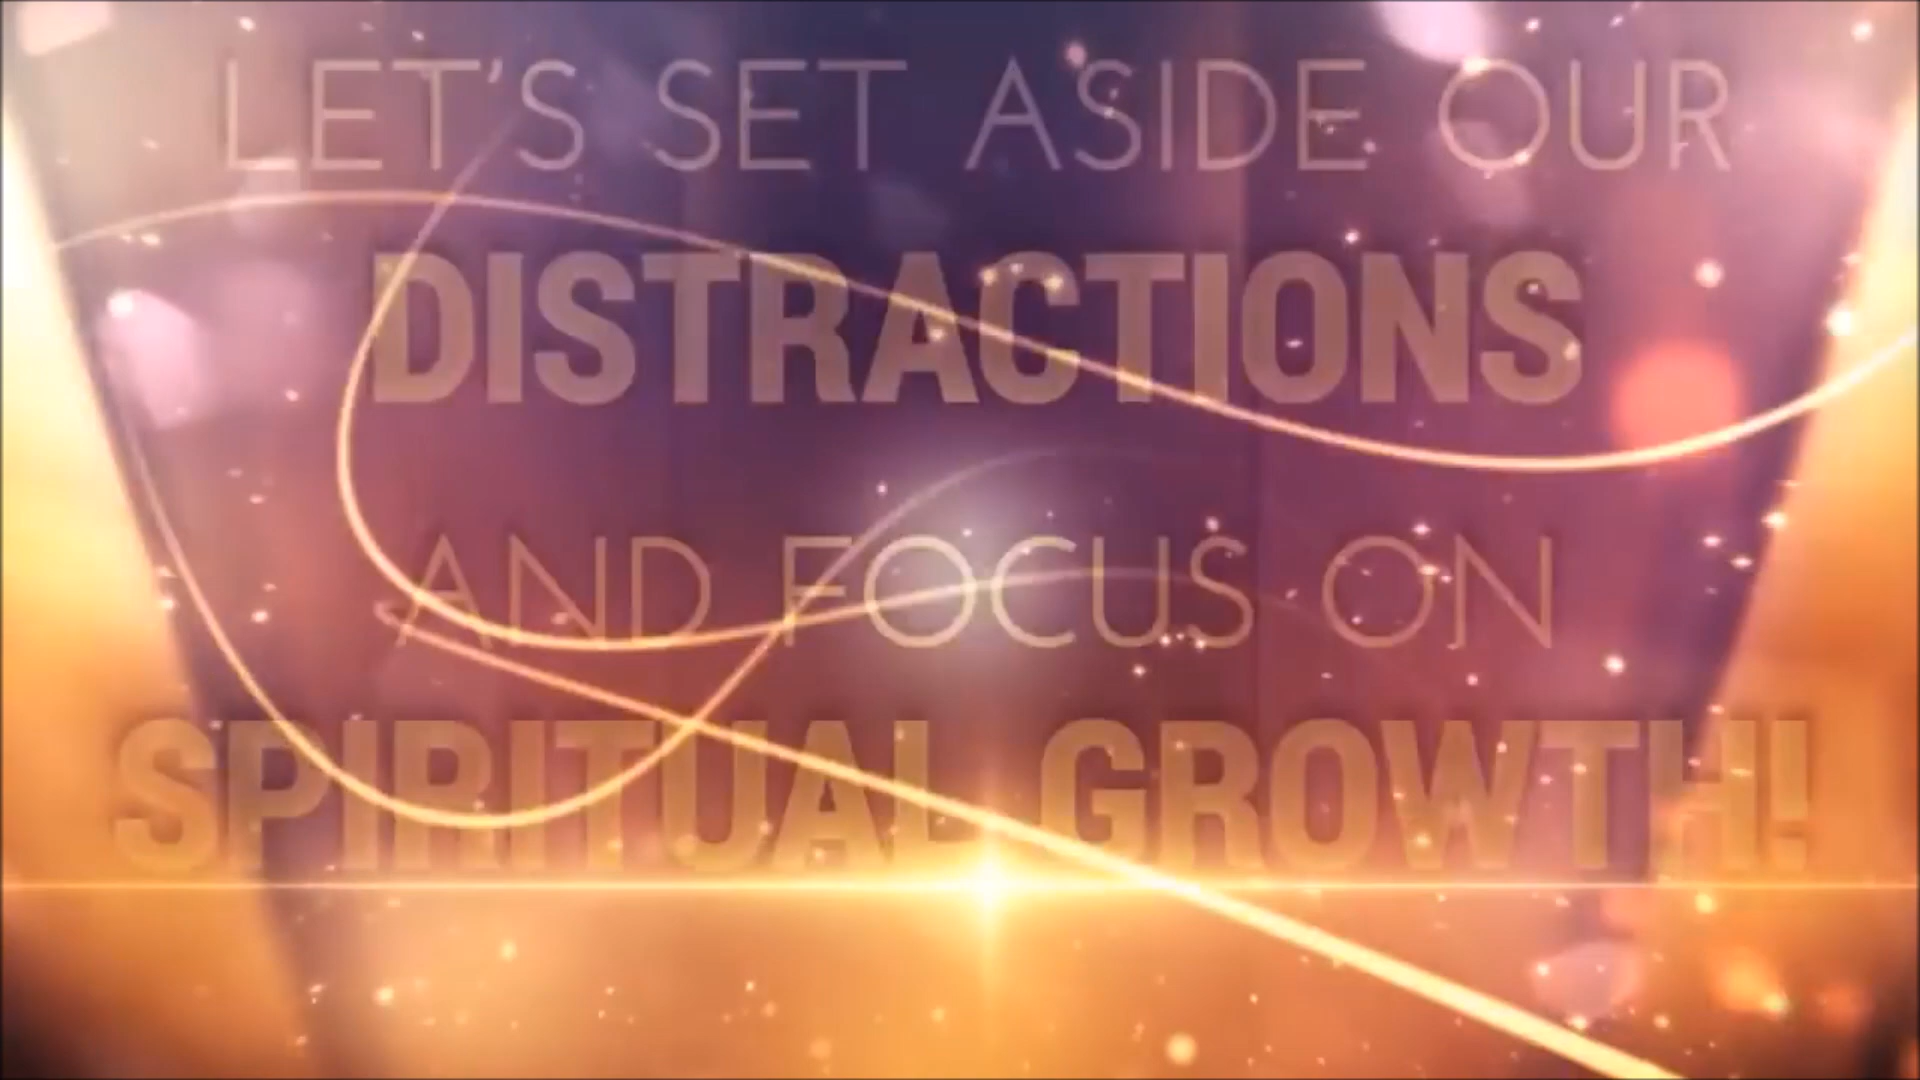 LET'S SET ASIDE OUR
DISTRACTIONS
AND FOCUS ON
SPIRITUAL GROWTH!